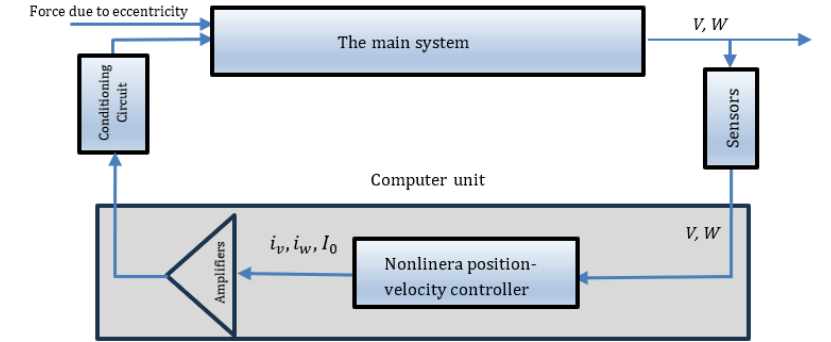 Force due to eccentricity
The main system
V, W
Conditioning
Circuit
Sensors
Computer unit
V, W
i_v, i_w, I_0
Amplifiers
Nonlinera position-
velocity controller